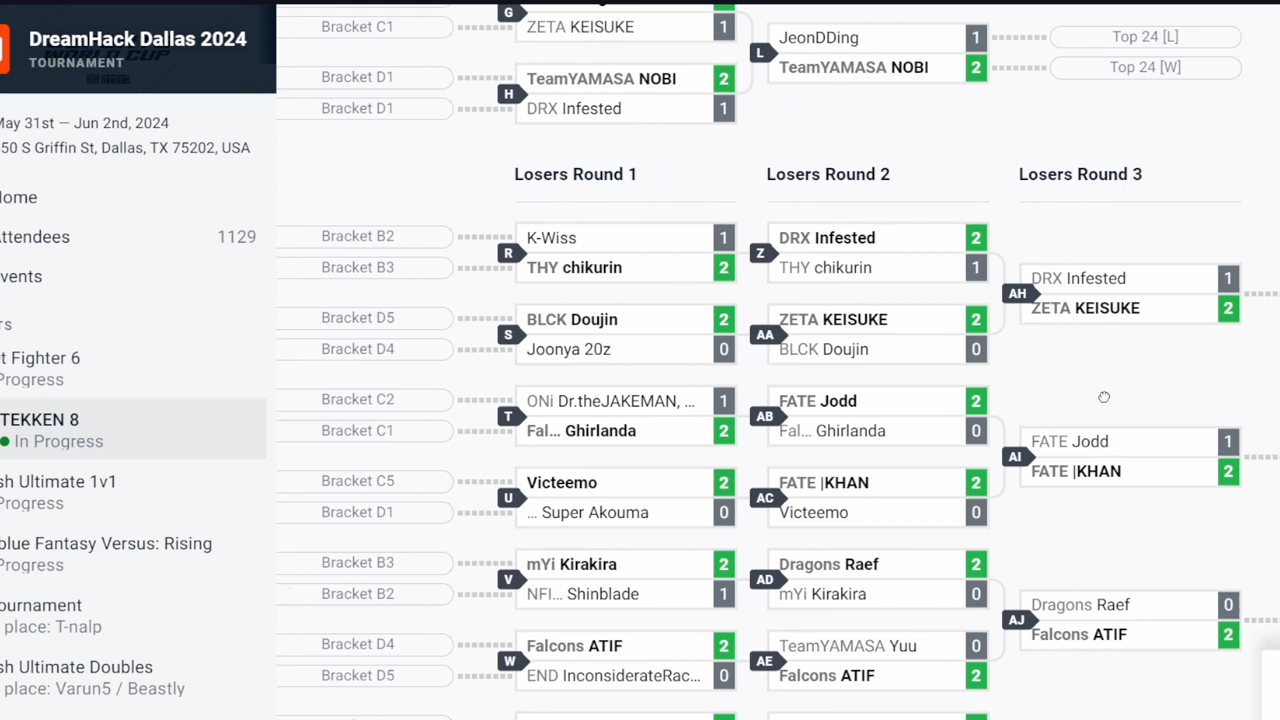 DreamHack Dallas 2024
TOURNAMENT
May 31st — Jun 2nd, 2024
50 S Griffin St, Dallas, TX 75202, USA
Home
Attendees 1129
Events
RS
t Fighter 6
Progress
TEKKEN 8
In Progress
sh Ultimate 1v1
Progress
blue Fantasy Versus: Rising
Progress
ournament
place: T-nalp
sh Ultimate Doubles
place: Varun5 / Beastly
Bracket C1
G
ZETA KEISUKE 1
Bracket D1
Bracket D1
H
TeamYAMASA NOBI 2
DRX Infested 1
L
JeonDDing 1
TeamYAMASA NOBI 2
Top 24 [L]
Top 24 [W]
Losers Round 1
Losers Round 2
Losers Round 3
Bracket B2
Bracket B3
R
K-Wiss 1
THY chikurin 2
Bracket D5
Bracket D4
S
BLCK Doujin 2
Joonya 20z 0
Bracket C2
Bracket C1
T
ONi Dr.theJAKEMAN, ... 1
Fal... Ghirlanda 2
Bracket C5
Bracket D1
U
Victeemo 2
... Super Akouma 0
Bracket B3
Bracket B2
V
mYi Kirakira 2
NFI... Shinblade 1
Bracket D4
Bracket D5
W
Falcons ATIF 2
END InconsiderateRac... 0
Z
DRX Infested 2
THY chikurin 1
AA
ZETA KEISUKE 2
BLCK Doujin 0
AB
FATE Jodd 2
Fal... Ghirlanda 0
AC
FATE |KHAN 2
Victeemo 0
AD
Dragons Raef 2
mYi Kirakira 0
AE
TeamYAMASA Yuu 0
Falcons ATIF 2
AH
DRX Infested 1
ZETA KEISUKE 2
AI
FATE Jodd 1
FATE |KHAN 2
AJ
Dragons Raef 0
Falcons ATIF 2